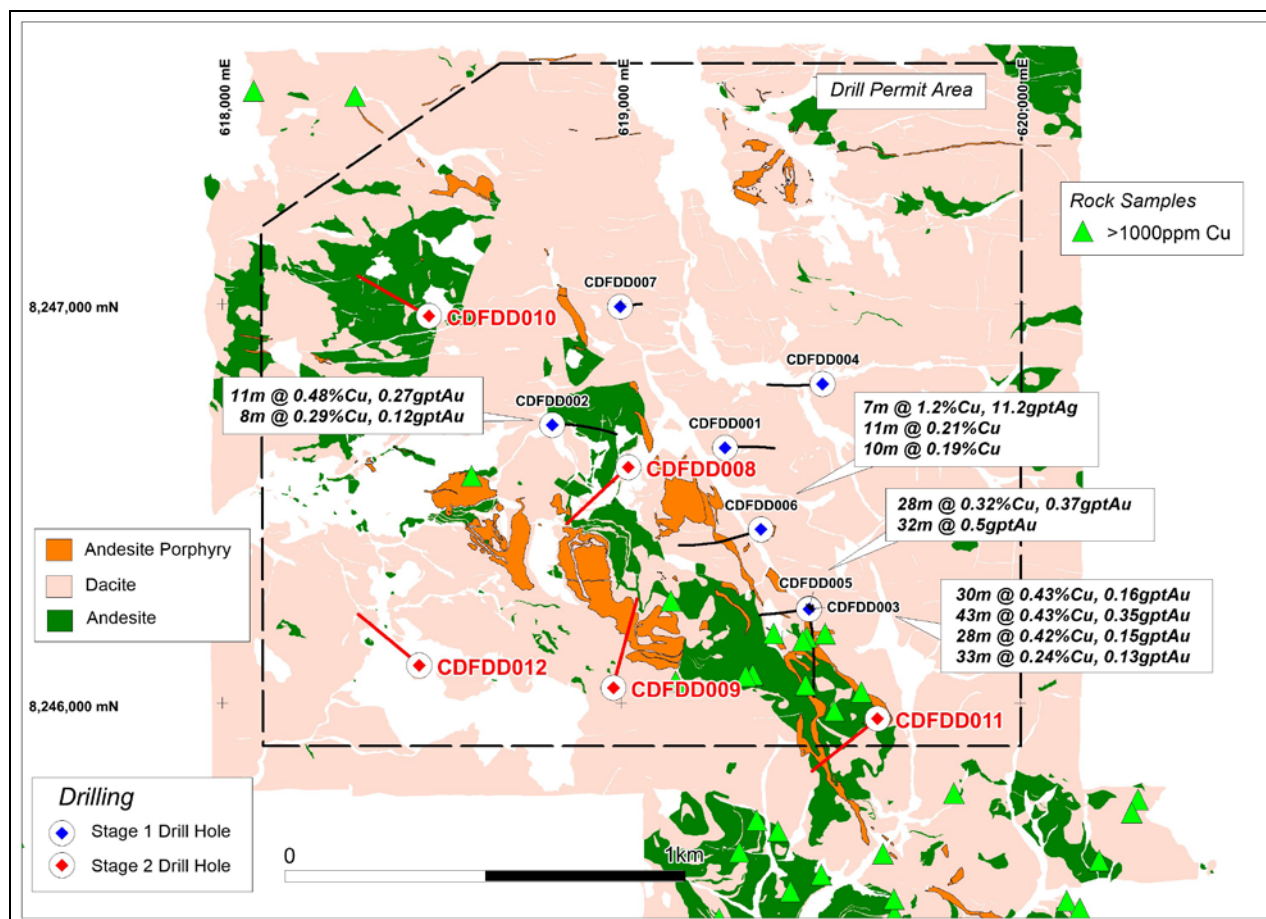 618,000 mE
619,000 mE
620,000 mE
Drill Permit Area
Rock Samples
>1000ppm Cu
8,247,000 mN
CDFDD007
CDFDD010
CDFDD004
11m @ 0.48%Cu, 0.27gptAu
8m @ 0.29%Cu, 0.12gptAu
CDFDD002
CDFDD001
7m @ 1.2%Cu, 11.2gptAg
11m @ 0.21%Cu
10m @ 0.19%Cu
CDFDD008
CDFDD006
28m @ 0.32%Cu, 0.37gptAu
32m @ 0.5gptAu
Andesite Porphyry
Dacite
Andesite
CDFDD005
CDFDD003
30m @ 0.43%Cu, 0.16gptAu
43m @ 0.43%Cu, 0.35gptAu
28m @ 0.42%Cu, 0.15gptAu
33m @ 0.24%Cu, 0.13gptAu
CDFDD012
CDFDD009
8,246,000 mN
CDFDD011
Drilling
Stage 1 Drill Hole
Stage 2 Drill Hole
0
1km